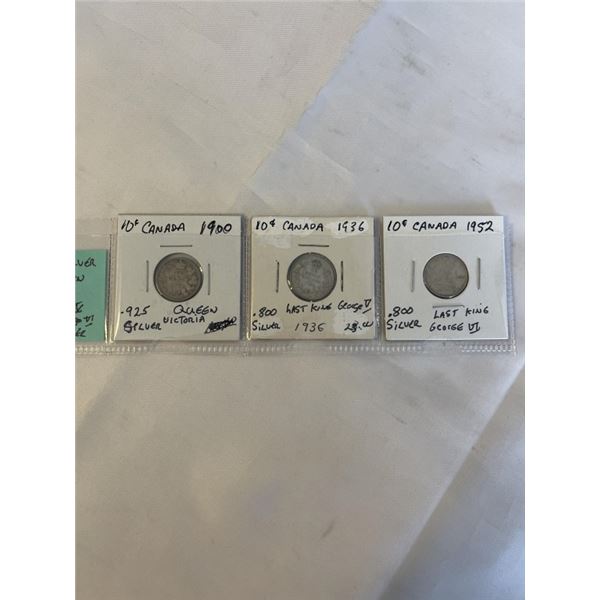 10¢ CANADA 1900
.925 QUEEN
SILVER VICTORIA
10¢ CANADA 1936
.800 LAST KING GEORGE V
SILVER 1936
10¢ CANADA 1952
.800 LAST KING
SILVER GEORGE VI